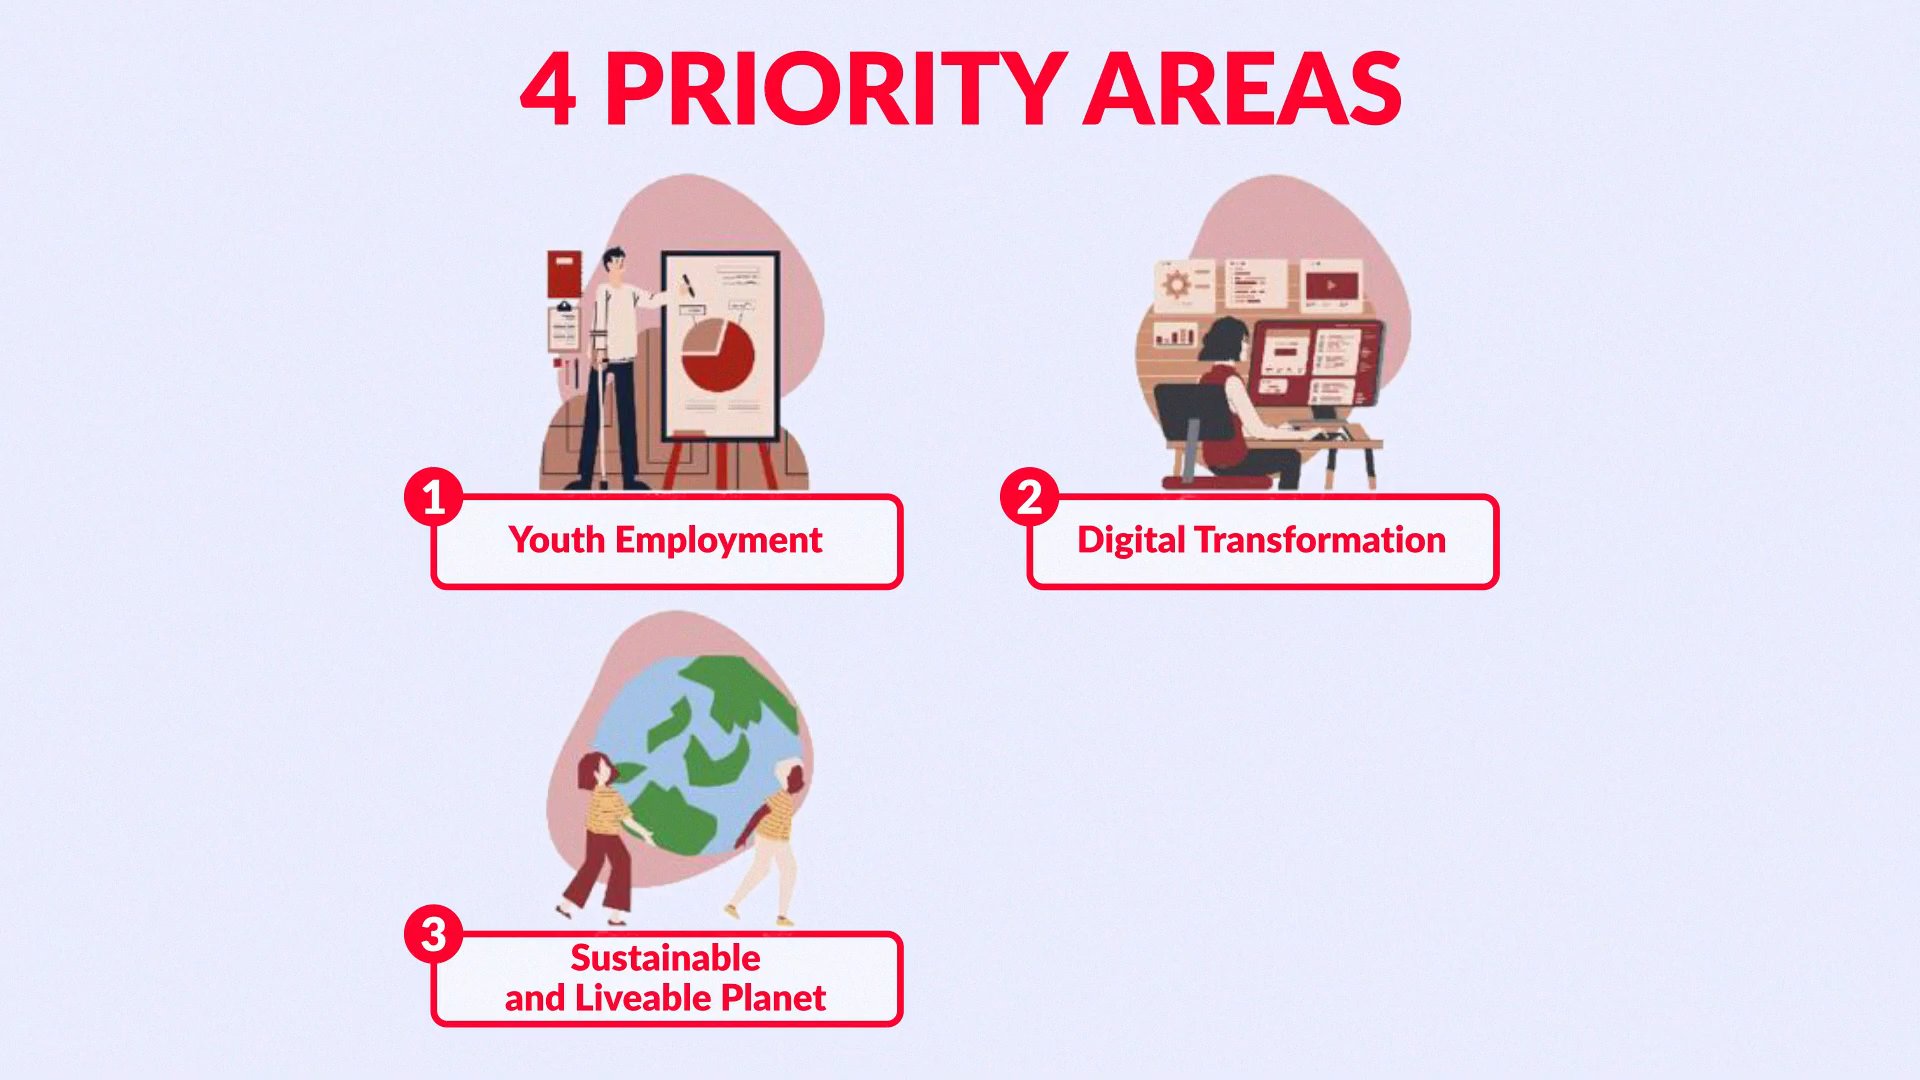 4 PRIORITY AREAS
1
Youth Employment
2
Digital Transformation
3
Sustainable
and Liveable Planet